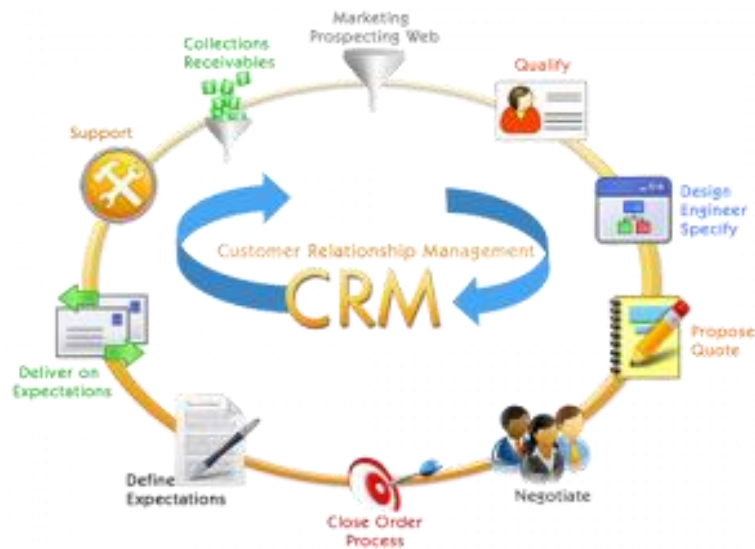 Marketing
Prospecting Web
Qualify
Design
Engineer
Specify
Propose
Quote
Negotiate
Close Order
Process
Define
Expectations
Deliver on
Expectations
Support
Collections
Receivables
Customer Relationship Management
CRM